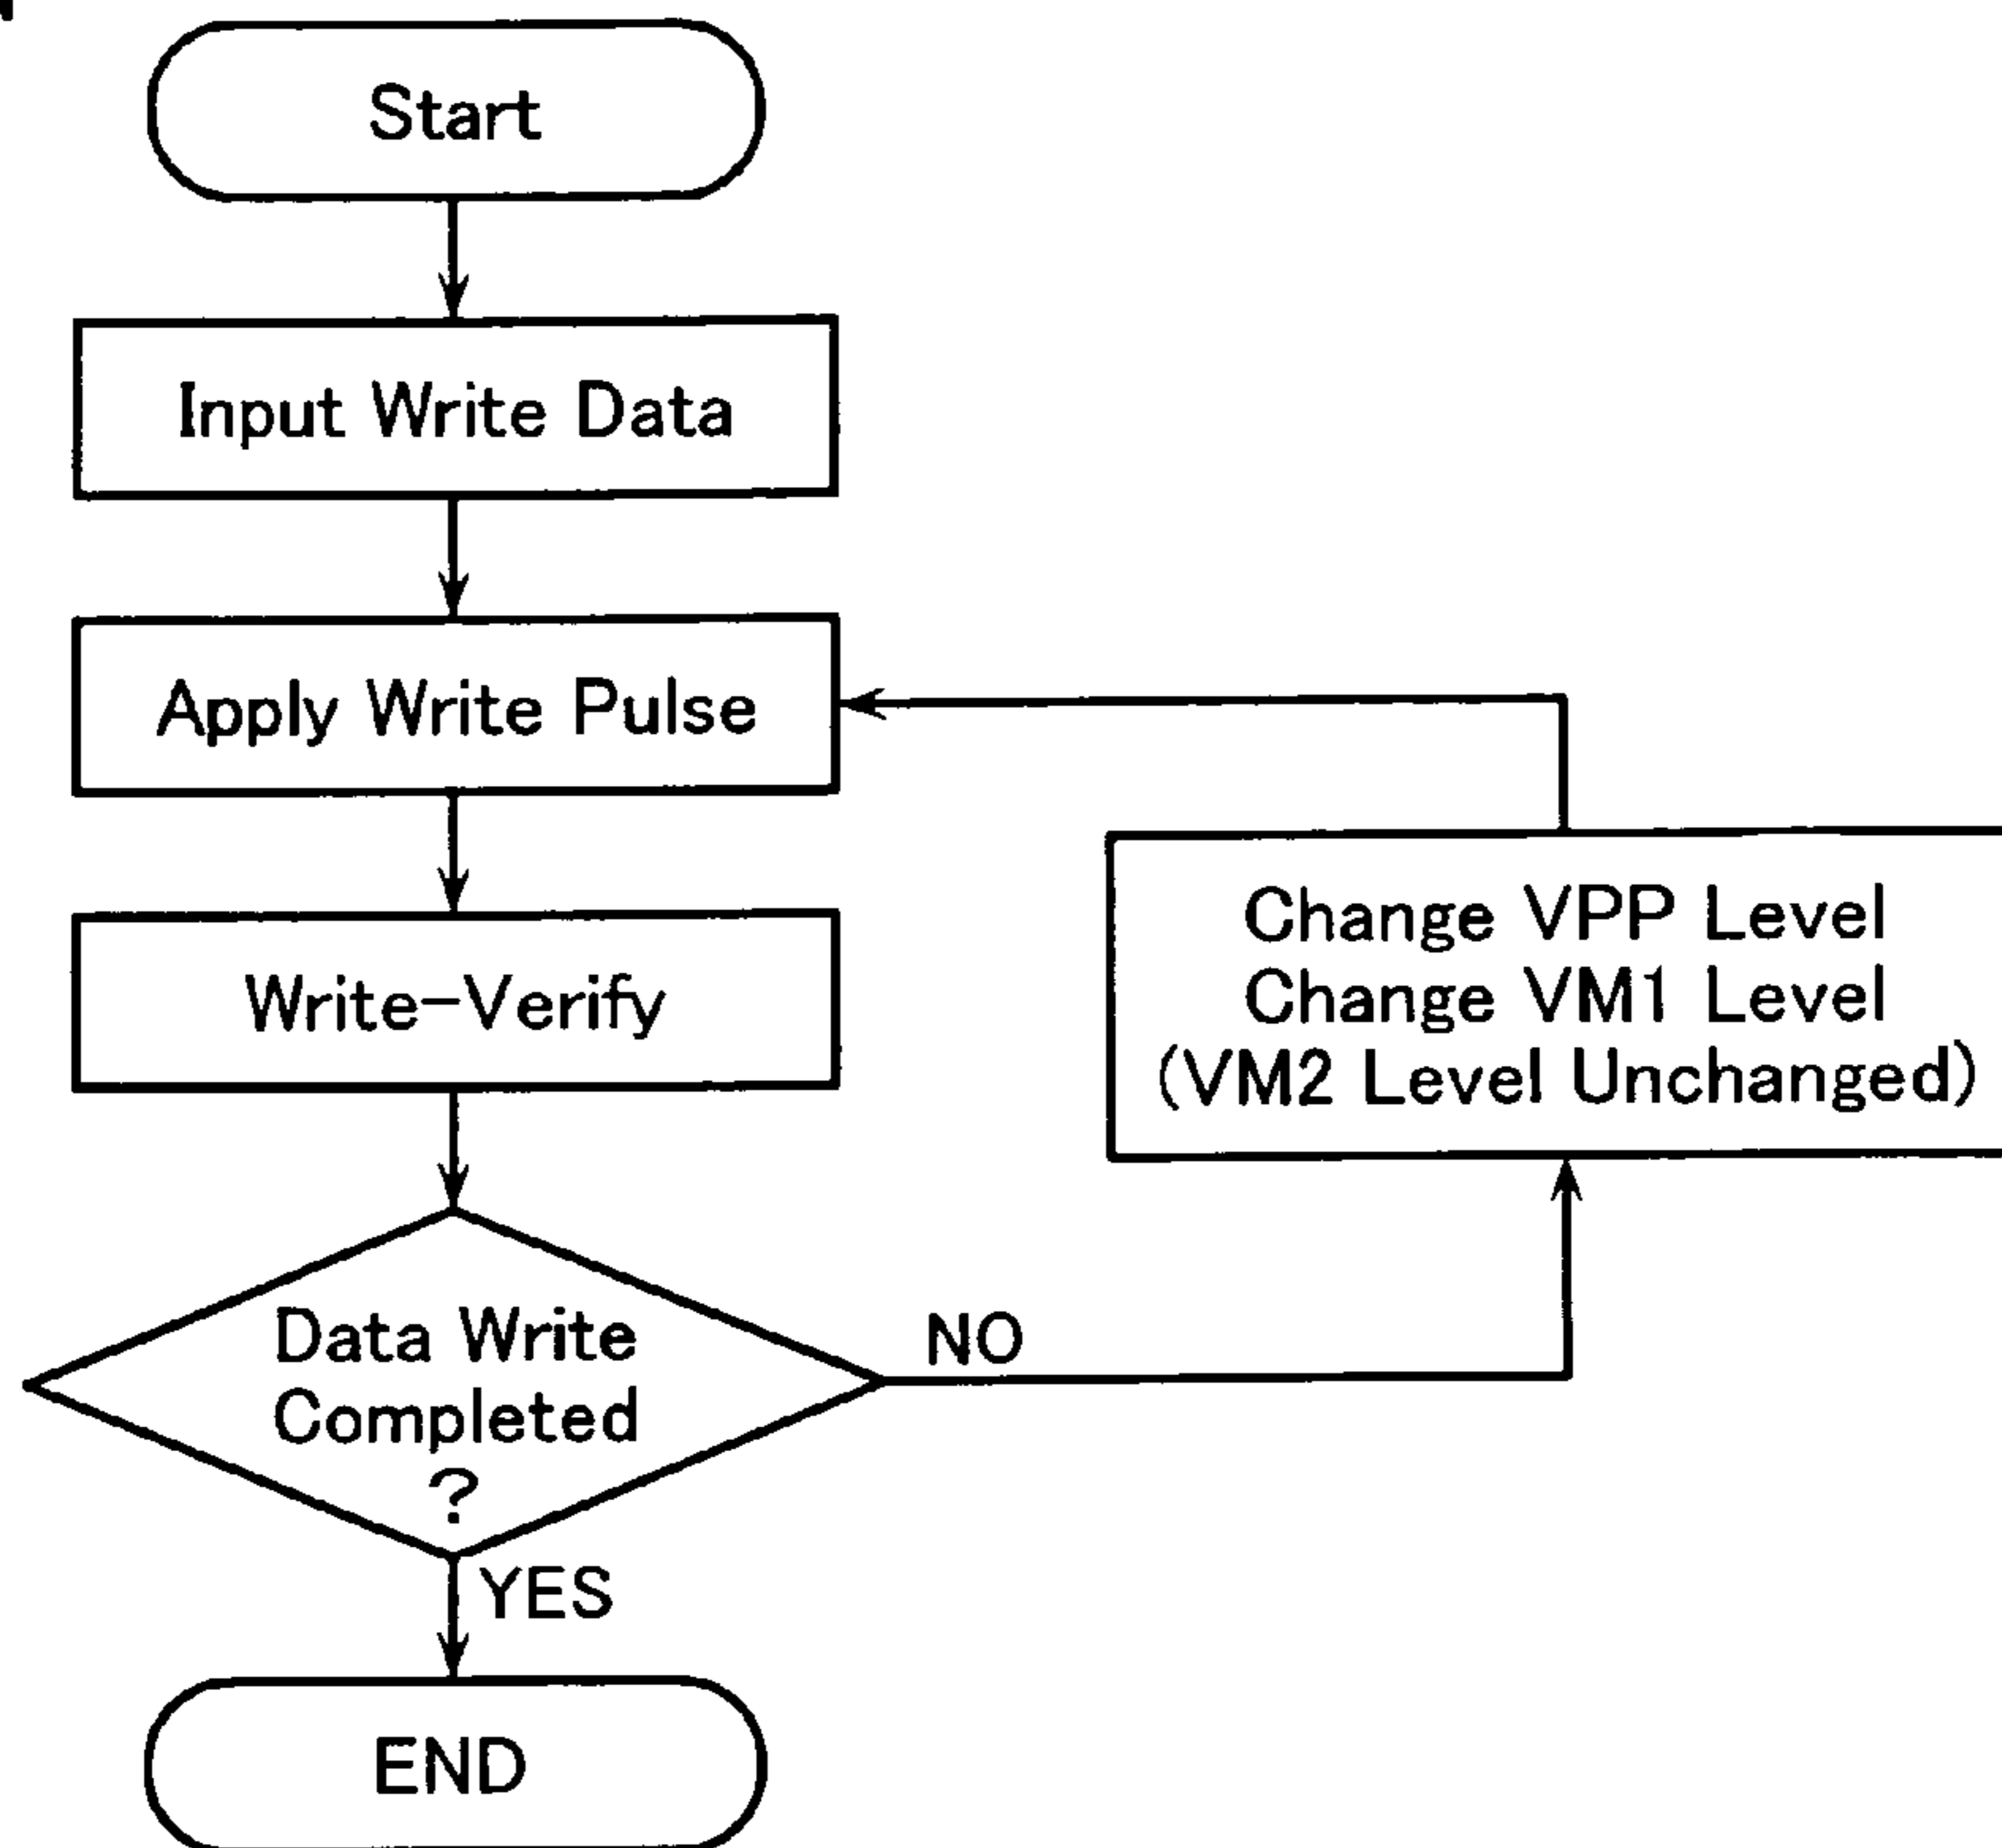 Start
Input Write Data
Apply Write Pulse
Write-Verify
Change VPP Level
Change VM1 Level
(VM2 Level Unchanged)
Data Write
Completed
?
NO
YES
END